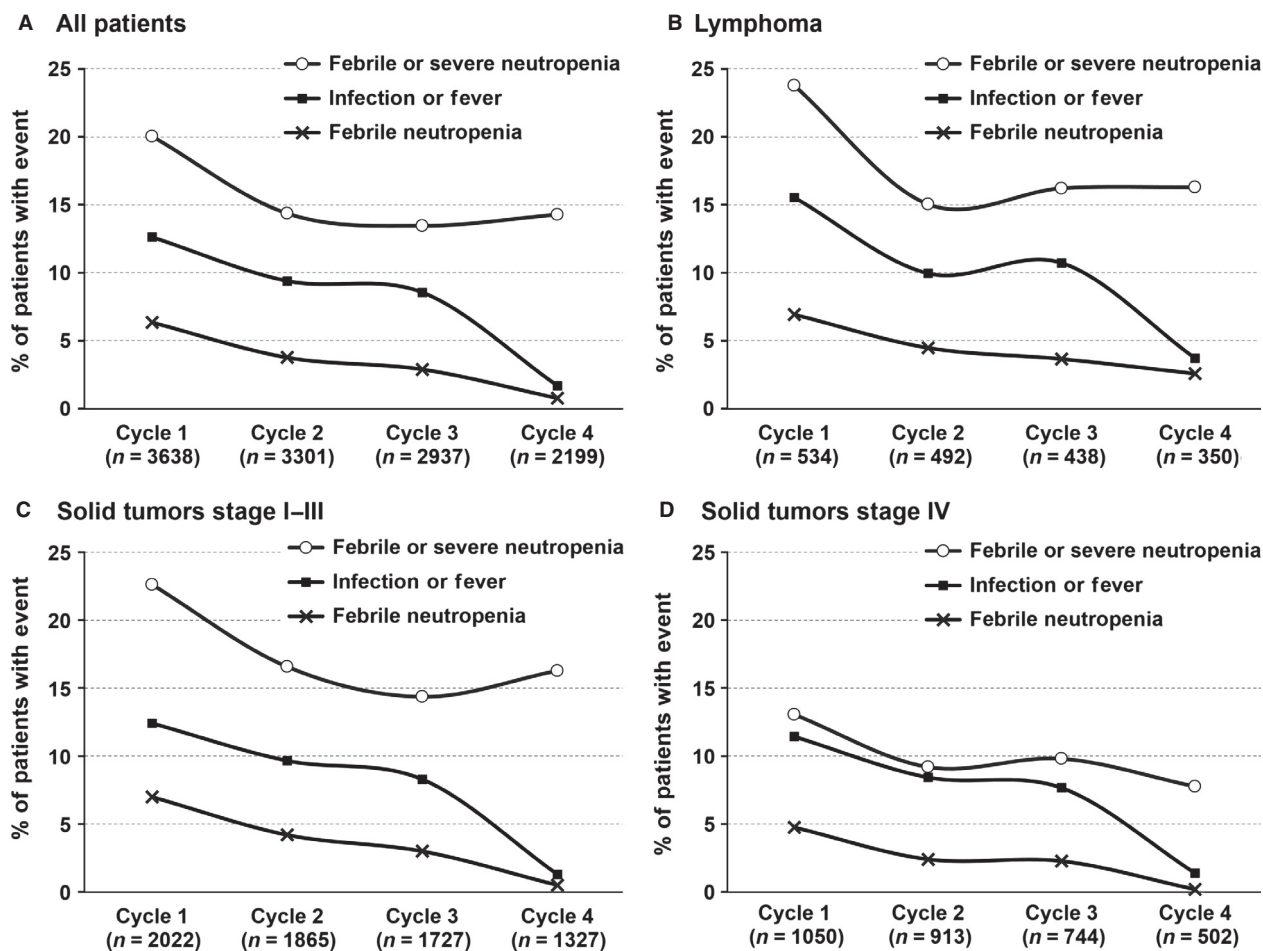 A All patients
% of patients with event
25
20
15
10
5
0
Febrile or severe neutropenia
Infection or fever
Febrile neutropenia
Cycle 1 Cycle 2 Cycle 3 Cycle 4
(n = 3638) (n = 3301) (n = 2937) (n = 2199)
B Lymphoma
% of patients with event
25
20
15
10
5
0
Febrile or severe neutropenia
Infection or fever
Febrile neutropenia
Cycle 1 Cycle 2 Cycle 3 Cycle 4
(n = 534) (n = 492) (n = 438) (n = 350)
C Solid tumors stage I–III
% of patients with event
25
20
15
10
5
0
Febrile or severe neutropenia
Infection or fever
Febrile neutropenia
Cycle 1 Cycle 2 Cycle 3 Cycle 4
(n = 2022) (n = 1865) (n = 1727) (n = 1327)
D Solid tumors stage IV
% of patients with event
25
20
15
10
5
0
Febrile or severe neutropenia
Infection or fever
Febrile neutropenia
Cycle 1 Cycle 2 Cycle 3 Cycle 4
(n = 1050) (n = 913) (n = 744) (n = 502)